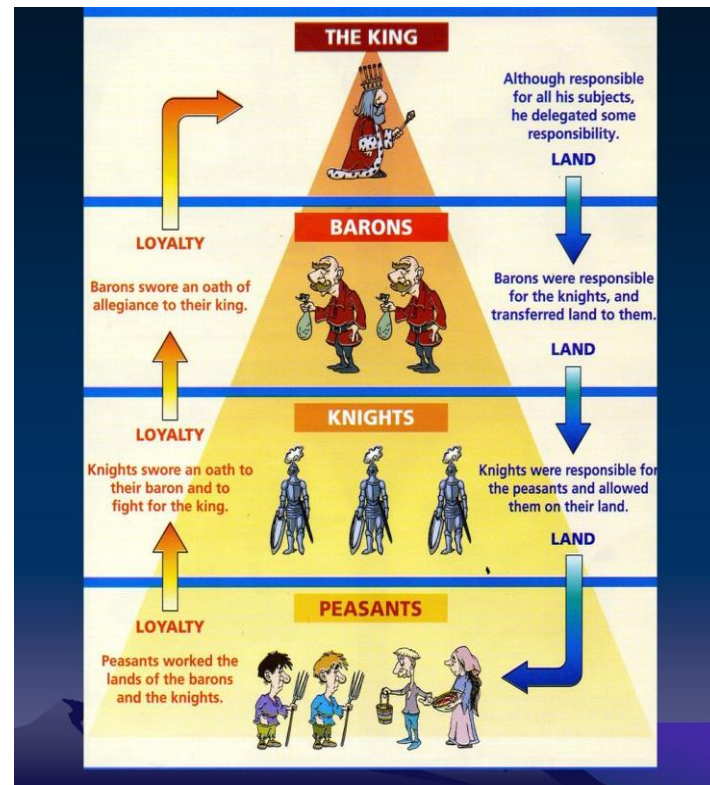 THE KING
Although responsible
for all his subjects,
he delegated some
responsibility.
LAND
LOYALTY
Barons swore an oath of
allegiance to their king.
BARONS
Barons were responsible
for the knights, and
transferred land to them.
LAND
LOYALTY
Knights swore an oath to
their baron and to
fight for the king.
KNIGHTS
Knights were responsible for
the peasants and allowed
them on their land.
LAND
LOYALTY
Peasants worked the
lands of the barons
and the knights.
PEASANTS